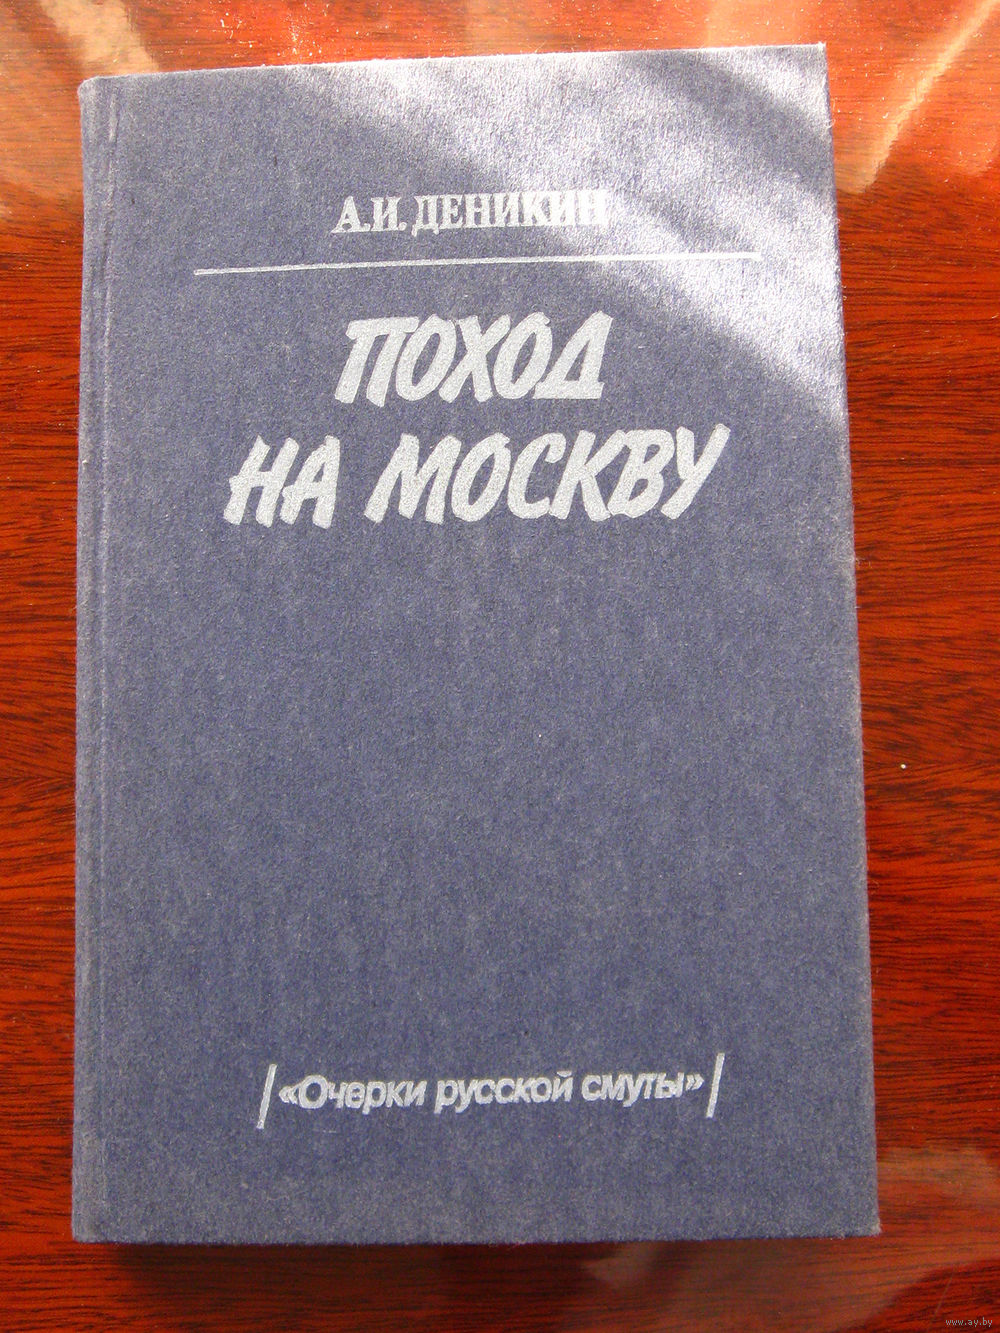 А.И. ДЕНИКИН
ПОХОД
НА МОСКВУ
/«Очерки русской смуты»/
www.ay.by